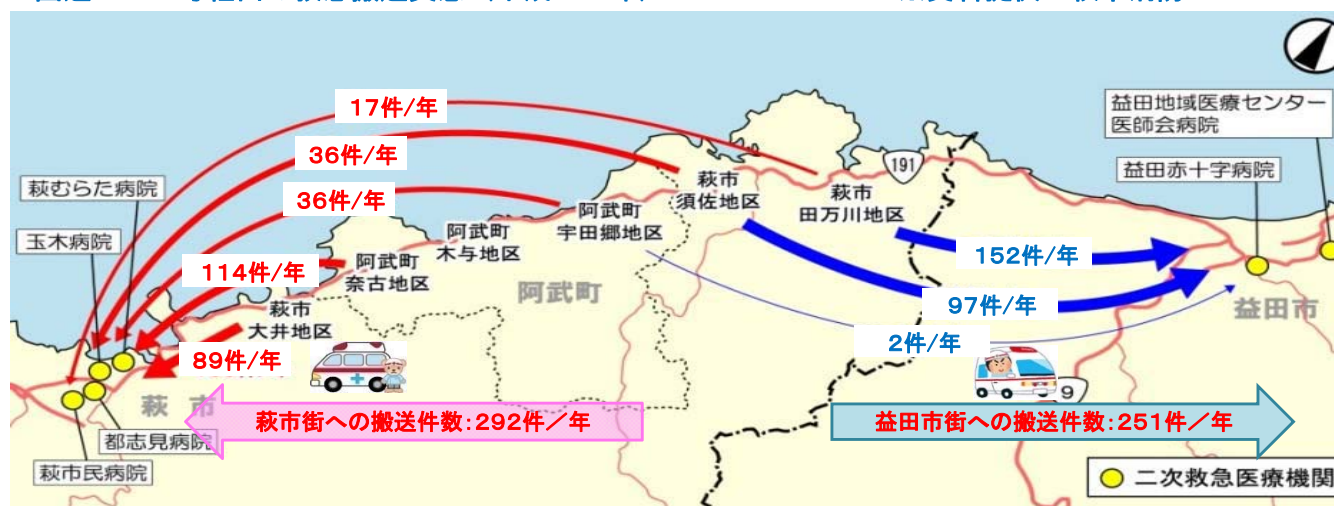 17件/年
36件/年
36件/年
114件/年
89件/年
萩むらた病院
玉木病院
都志見病院
萩市民病院
萩市
大井地区
阿武町
奈古地区
阿武町
木与地区
阿武町
宇田郷地区
萩市
須佐地区
萩市
田万川地区
191
益田地域医療センター
医師会病院
益田赤十字病院
152件/年
97件/年
2件/年
阿武町
萩市
益田市
9
萩市街への搬送件数:292件/年
益田市街への搬送件数:251件/年
二次救急医療機関